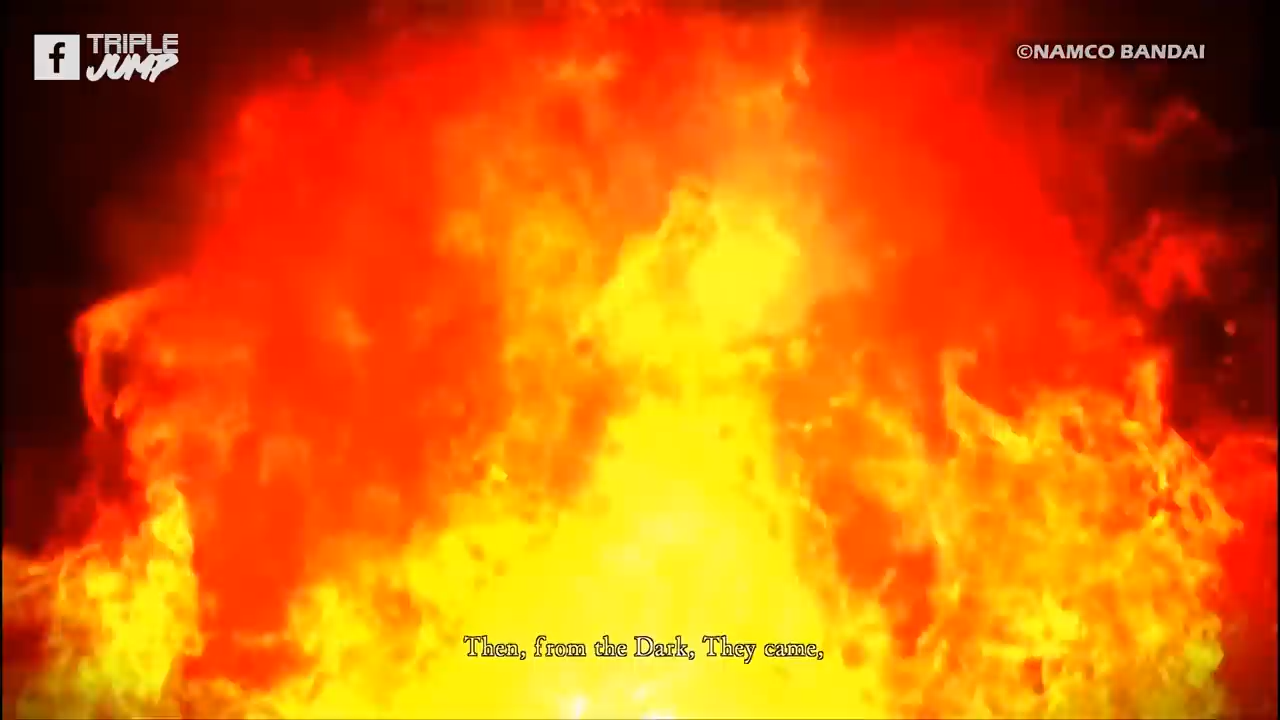 f TRIPLE
JUMP
©NAMCO BANDAI
Then, from the Dark, They came,